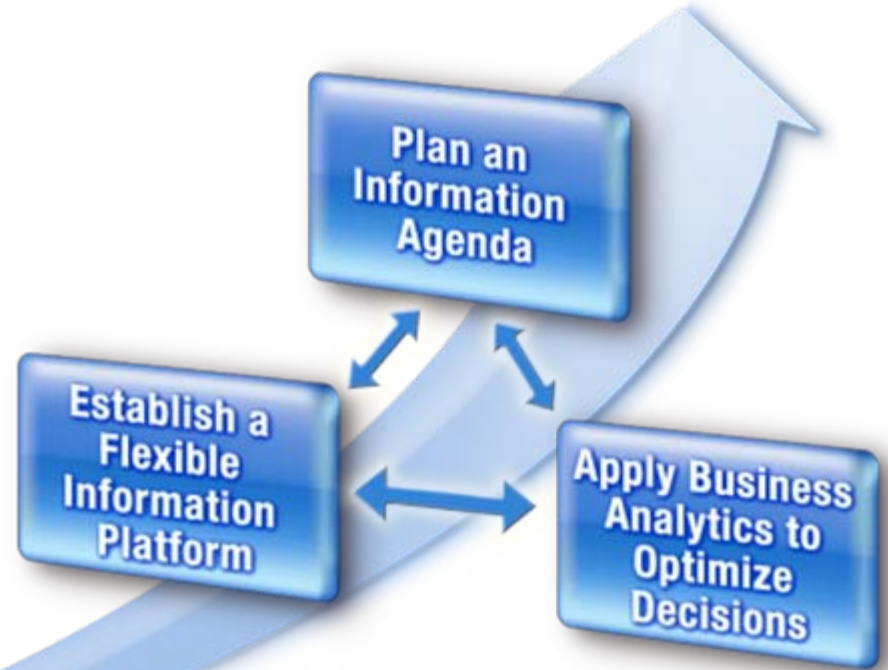 Plan an
Information
Agenda
Establish a
Flexible
Information
Platform
Apply Business
Analytics to
Optimize
Decisions